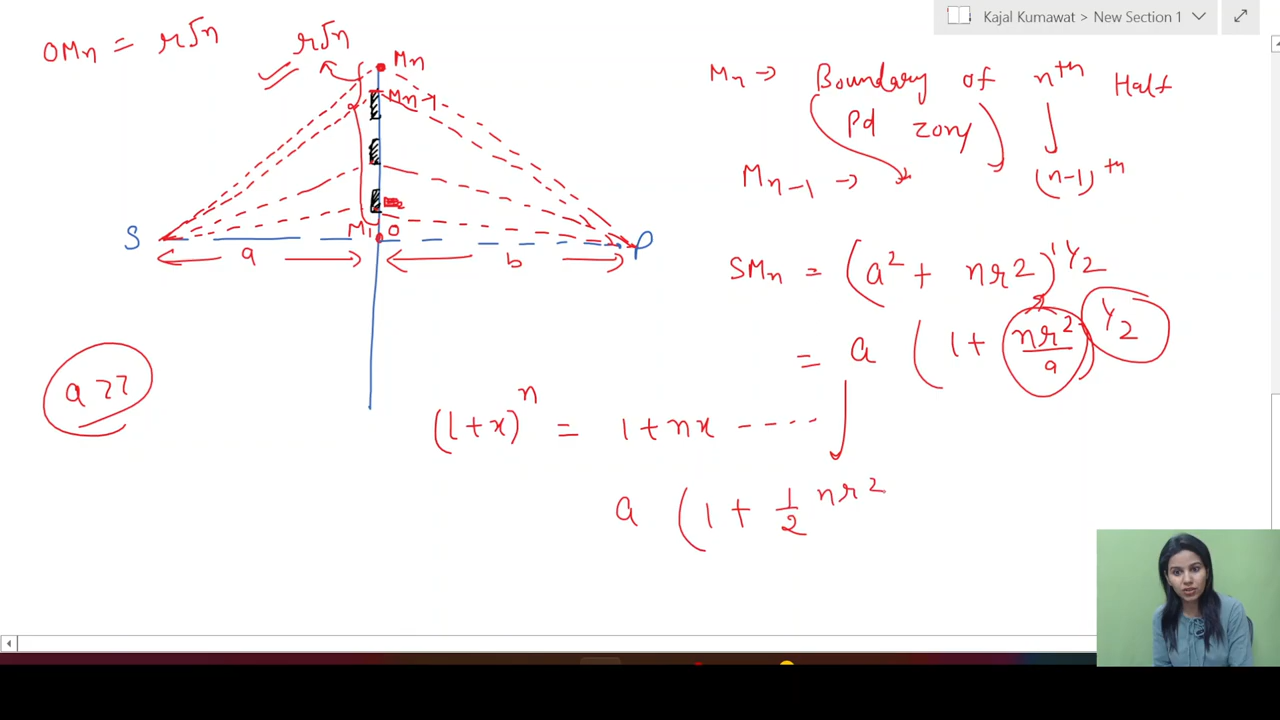 Kajal Kumawat > New Section 1
OMn = r√n
r√n
Mn
Mn-1
M1
O
S
P
a
b
Mn → Boundary of nth Half
Pd zone
Mn-1 → (n-1)th
SMn = (a² + nr2)1/2
= a (1 + nr²/a)1/2
a >>
(1+x)n = 1 + nx ----
a (1 + 1/2 nr2